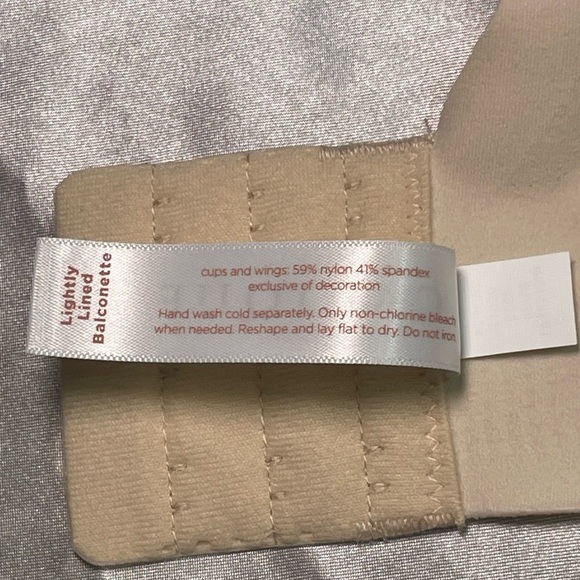 Lightly
Lined
Balconette
cups and wings: 59% nylon 41% spandex
exclusive of decoration
Hand wash cold separately. Only non-chlorine bleach
when needed. Reshape and lay flat to dry. Do not iron.